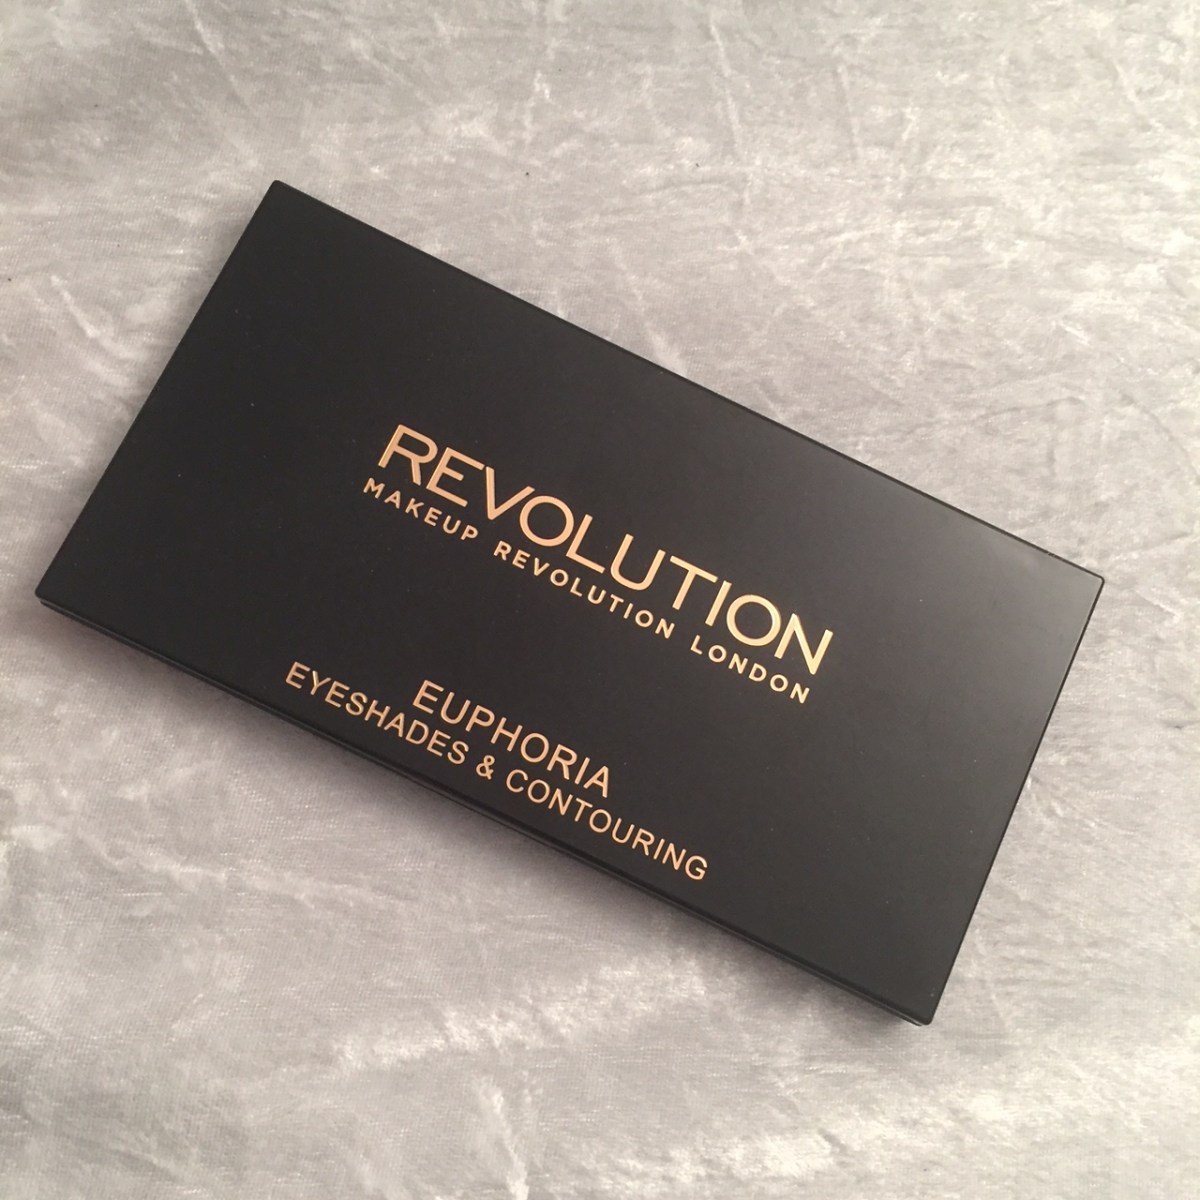 REVOLUTION
MAKEUP REVOLUTION LONDON
EUPHORIA
EYESHADES & CONTOURING